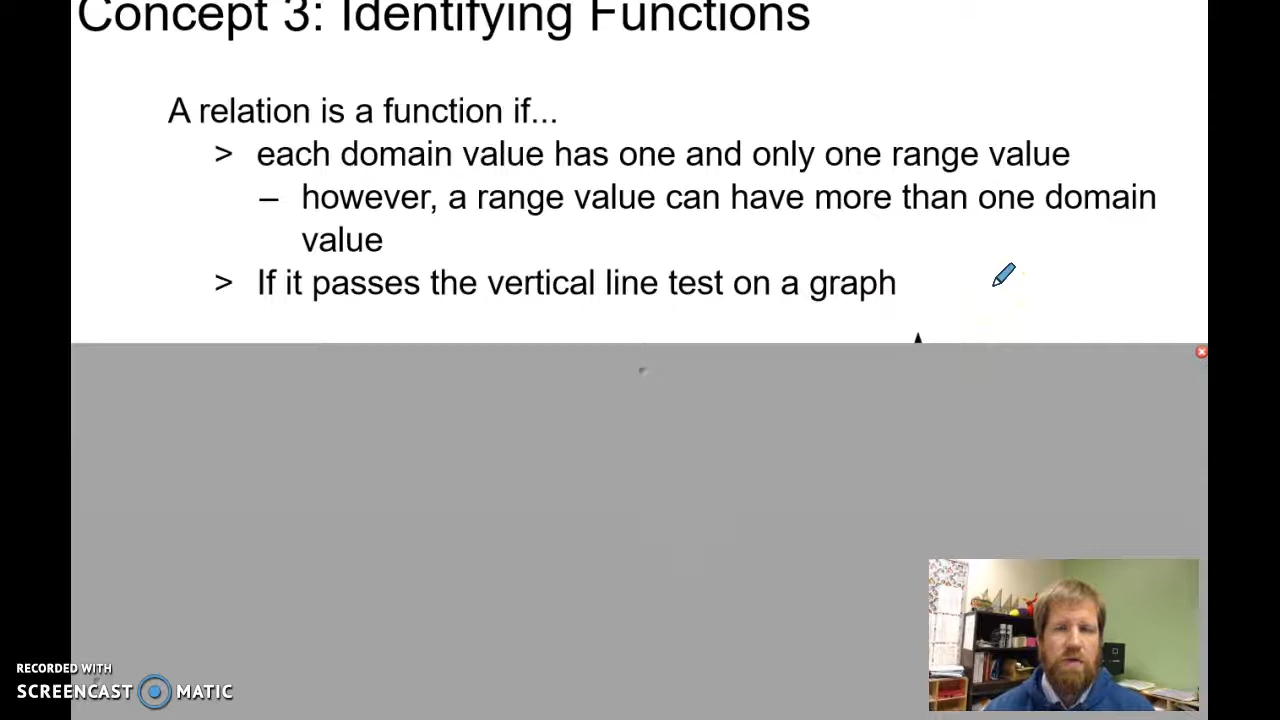 Concept 3: Identifying Functions
A relation is a function if...
> each domain value has one and only one range value
– however, a range value can have more than one domain
value
> If it passes the vertical line test on a graph
RECORDED WITH
SCREENCAST MATIC